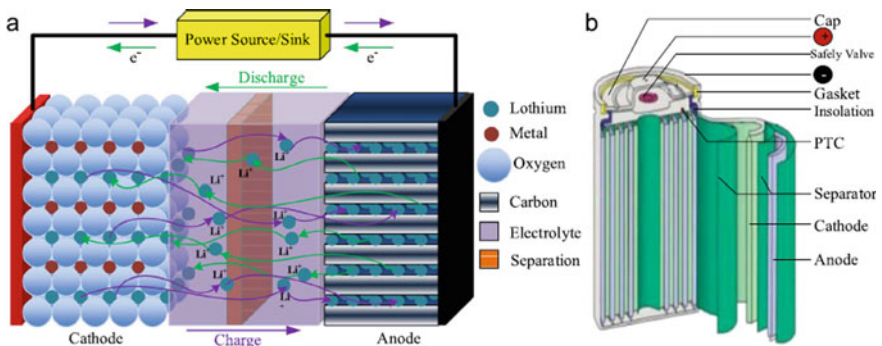 a
Power Source/Sink
e⁻
e⁻
Discharge
Lothium
Metal
Oxygen
Carbon
Electrolyte
Separation
Li⁺
Li⁺
Li⁺
Li⁺
Li⁺
Li⁺
Li⁺
Li⁺
Li⁺
Cathode
Charge
Anode
b
Cap
+
Safely Valve
-
Gasket
Insolation
PTC
Separator
Cathode
Anode